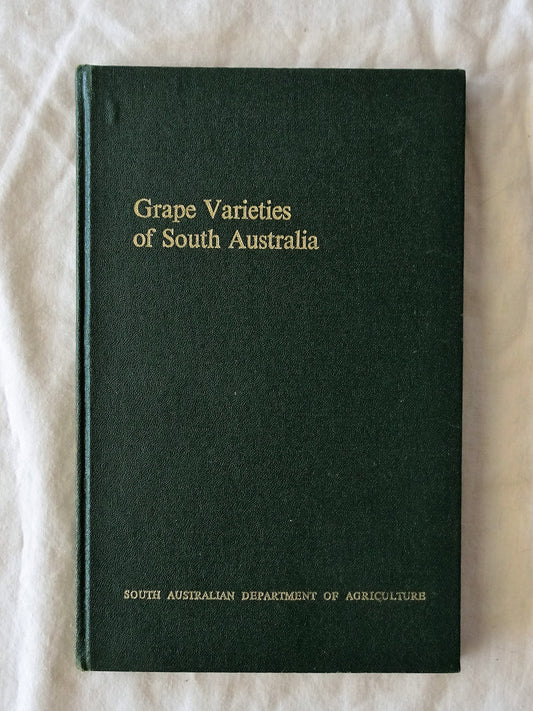 Grape Varieties
of South Australia
SOUTH AUSTRALIAN DEPARTMENT OF AGRICULTURE